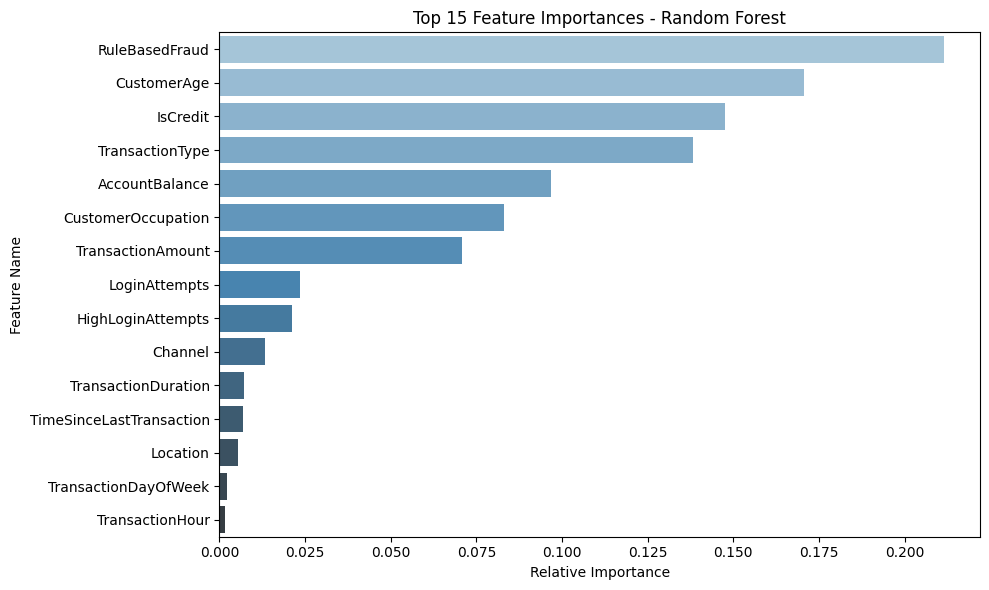 Top 15 Feature Importances - Random Forest
Feature Name
RuleBasedFraud
CustomerAge
IsCredit
TransactionType
AccountBalance
CustomerOccupation
TransactionAmount
LoginAttempts
HighLoginAttempts
Channel
TransactionDuration
TimeSinceLastTransaction
Location
TransactionDayOfWeek
TransactionHour
0.000 0.025 0.050 0.075 0.100 0.125 0.150 0.175 0.200
Relative Importance